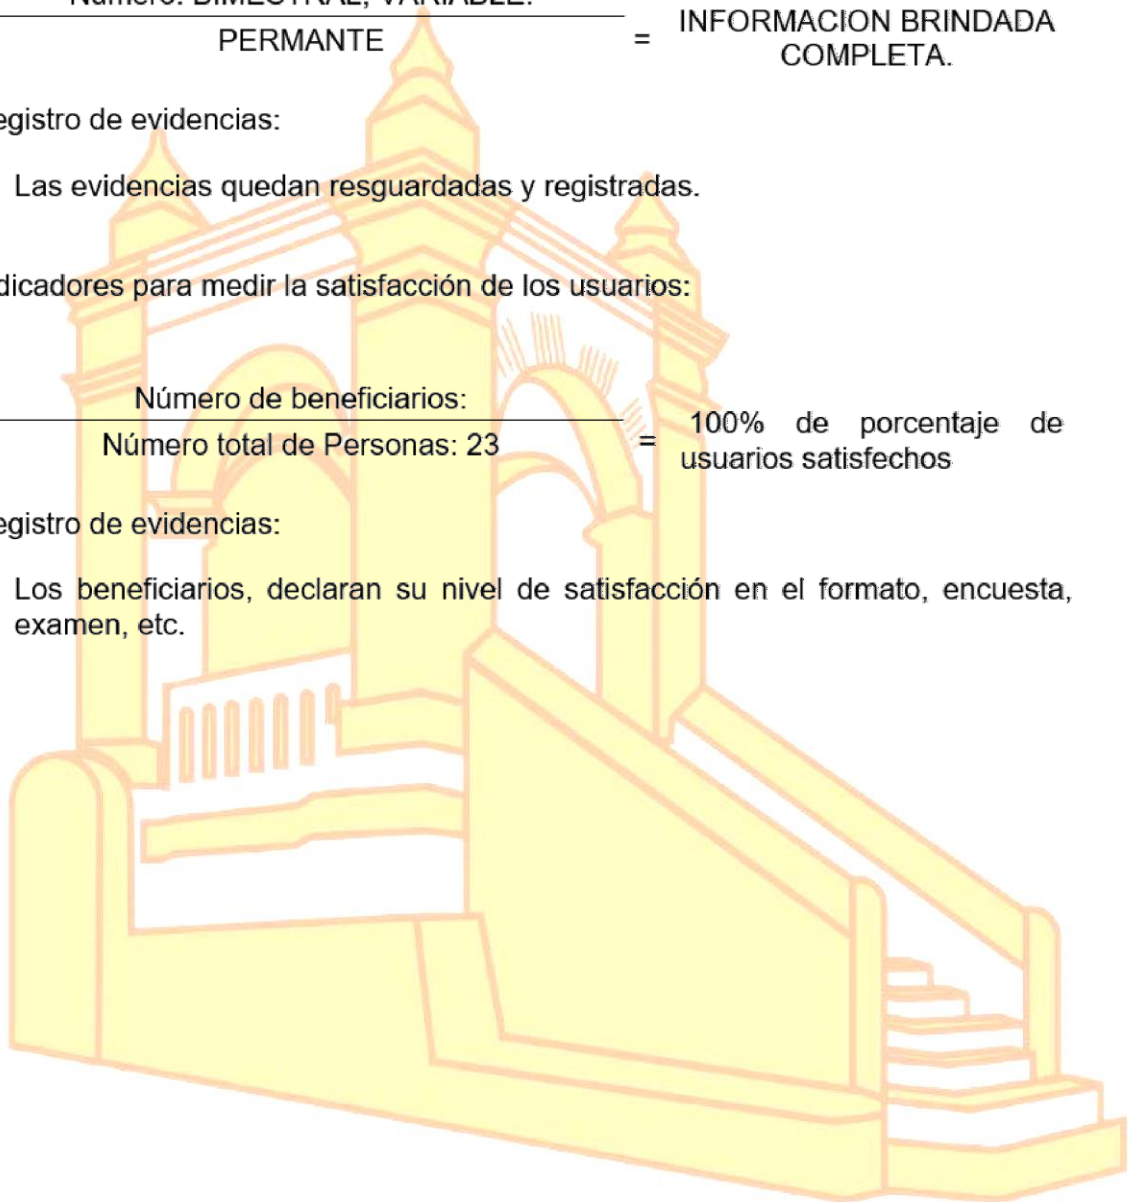 Número: BIMESTRAL, VARIABLE.
PERMANTE = INFORMACION BRINDADA
COMPLETA.
egistro de evidencias:
Las evidencias quedan resguardadas y registradas.
dicadores para medir la satisfacción de los usuarios:
Número de beneficiarios:
Número total de Personas: 23 = 100% de porcentaje de
usuarios satisfechos
egistro de evidencias:
Los beneficiarios, declaran su nivel de satisfacción en el formato, encuesta,
examen, etc.